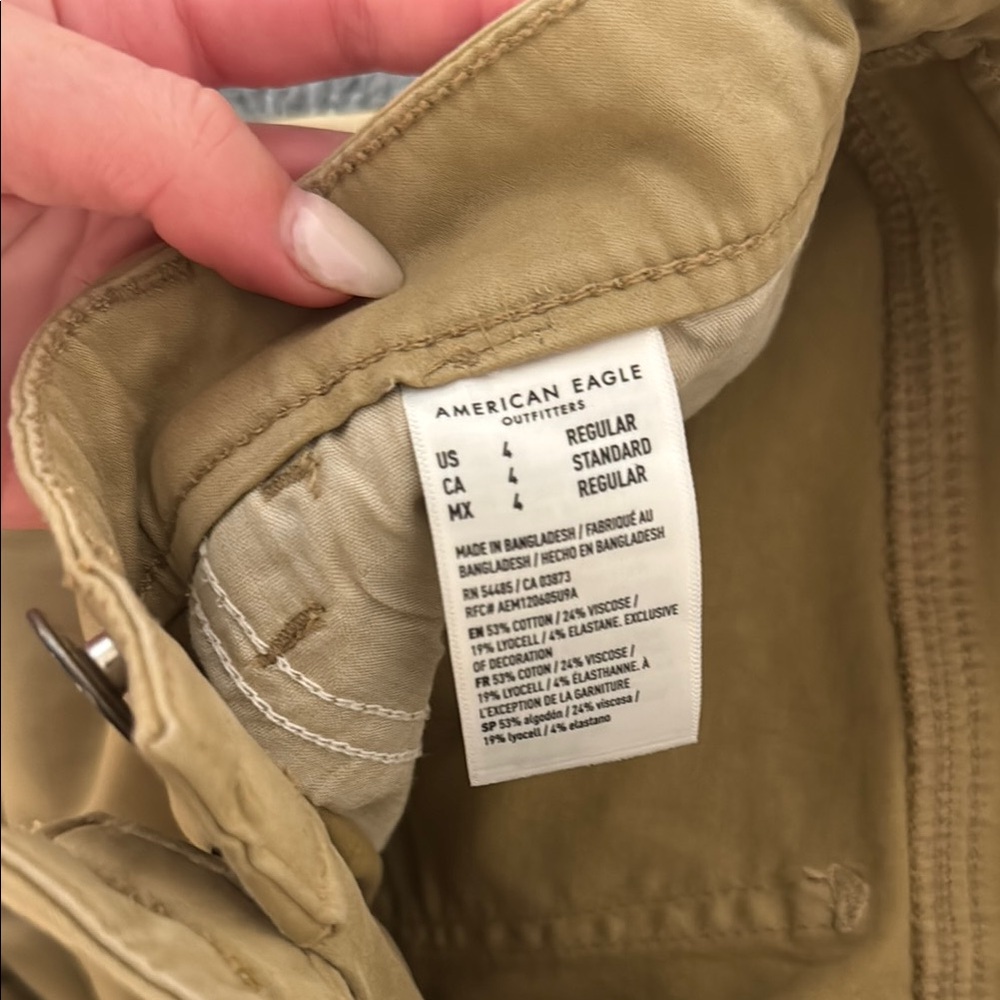 AMERICAN EAGLE
OUTFITTERS
US 4 REGULAR
CA 4 STANDARD
MX 4 REGULAR
MADE IN BANGLADESH / FABRIQUÉ AU
BANGLADESH / HECHO EN BANGLADESH
RN 54485 / CA 03873
RFC# AEM120605U9A
EN 53% COTTON / 24% VISCOSE /
19% LYOCELL / 4% ELASTANE. EXCLUSIVE
OF DECORATION
FR 53% COTON / 24% VISCOSE /
19% LYOCELL / 4% ÉLASTHANNE. À
L'EXCEPTION DE LA GARNITURE
SP 53% algodón / 24% viscosa /
19% lyocell / 4% elastano